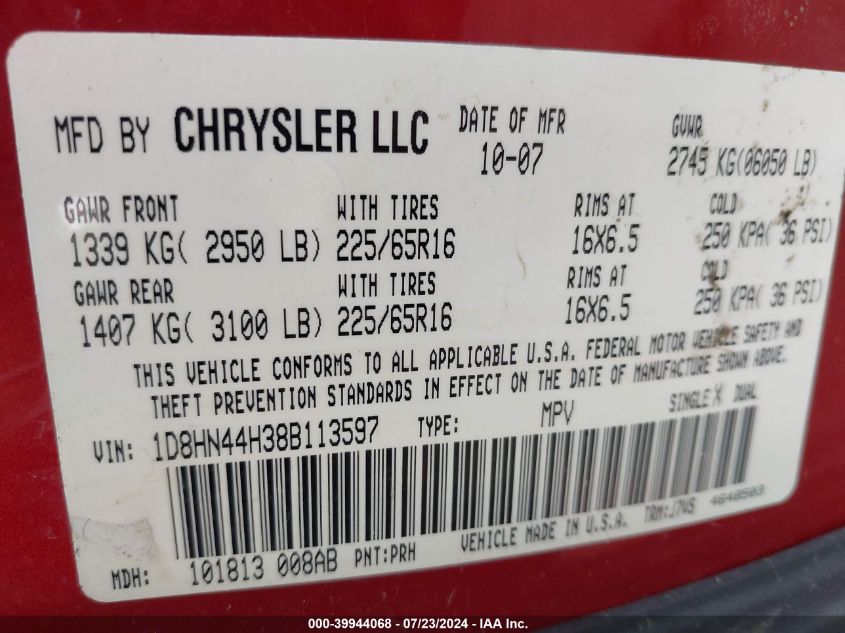 MFD BY CHRYSLER LLC DATE OF MFR GVWR
10-07 2745 KG(06050 LB)
GAWR FRONT WITH TIRES RIMS AT COLD
1339 KG( 2950 LB) 225/65R16 16X6.5 250 KPA( 36 PSI)
GAWR REAR WITH TIRES RIMS AT COLD
1407 KG( 3100 LB) 225/65R16 16X6.5 250 KPA( 36 PSI)
THIS VEHICLE CONFORMS TO ALL APPLICABLE U.S.A. FEDERAL MOTOR VEHICLE SAFETY AND
THEFT PREVENTION STANDARDS IN EFFECT ON THE DATE OF MANUFACTURE SHOWN ABOVE.
VIN: 1D8HN44H38B113597 TYPE: MPV SINGLE X DUAL
MDH: 101813 008AB PNT:PRH VEHICLE MADE IN U.S.A. TRM:J7VS 4648503
000-39944068 - 07/23/2024 - IAA Inc.